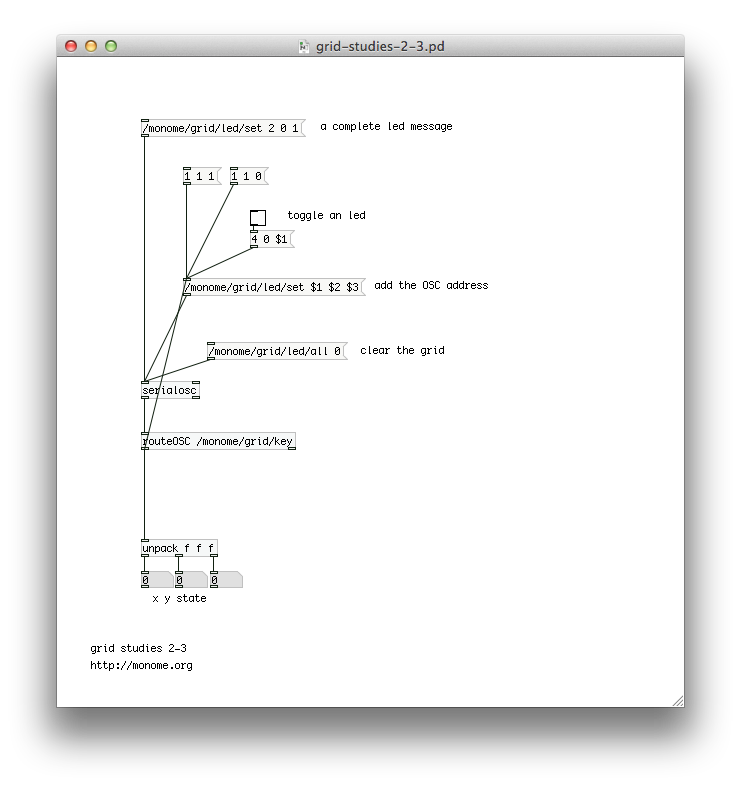 grid-studies-2-3.pd
/monome/grid/led/set 2 0 1
a complete led message
1 1 1
1 1 0
toggle an led
4 0 $1
/monome/grid/led/set $1 $2 $3
add the OSC address
/monome/grid/led/all 0
clear the grid
serialosc
routeOSC /monome/grid/key
unpack f f f
0
0
0
x y state
grid studies 2-3
http://monome.org